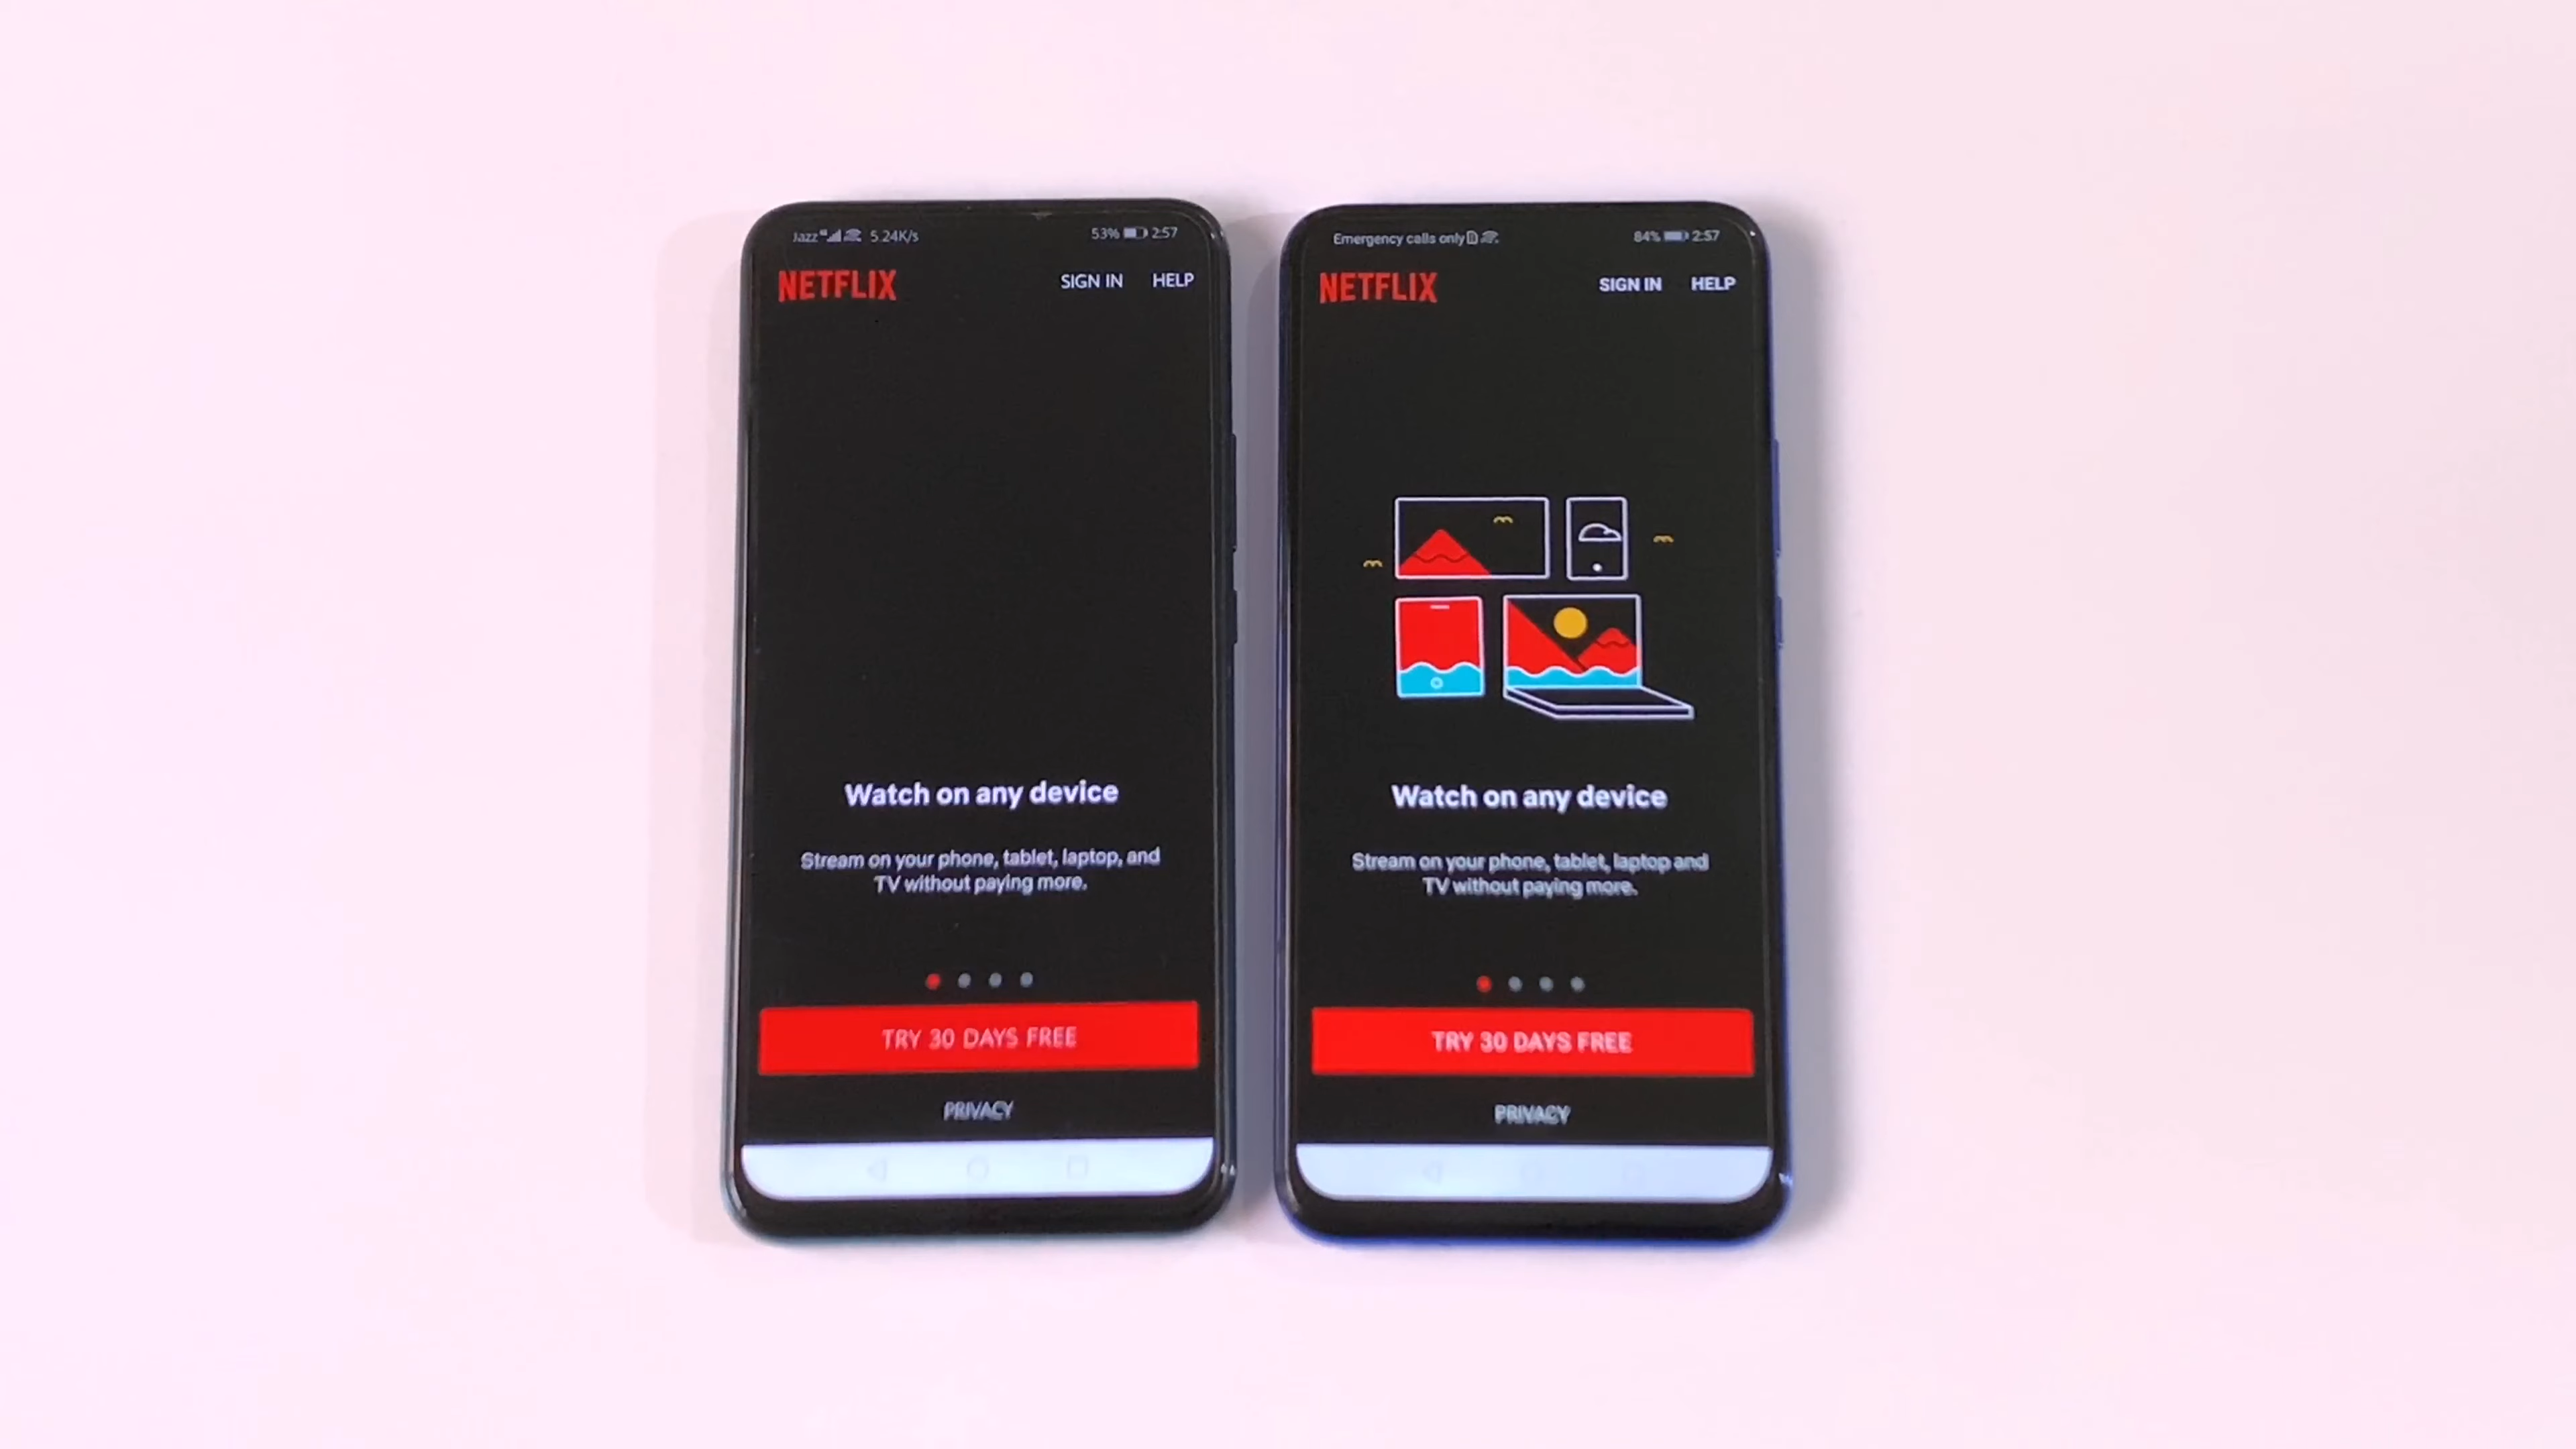 Jazz 5.24K/s 53% 2:57
NETFLIX SIGN IN HELP
Watch on any device
Stream on your phone, tablet, laptop, and
TV without paying more.
TRY 30 DAYS FREE
PRIVACY
Emergency calls only 84% 2:57
NETFLIX SIGN IN HELP
Watch on any device
Stream on your phone, tablet, laptop and
TV without paying more.
TRY 30 DAYS FREE
PRIVACY